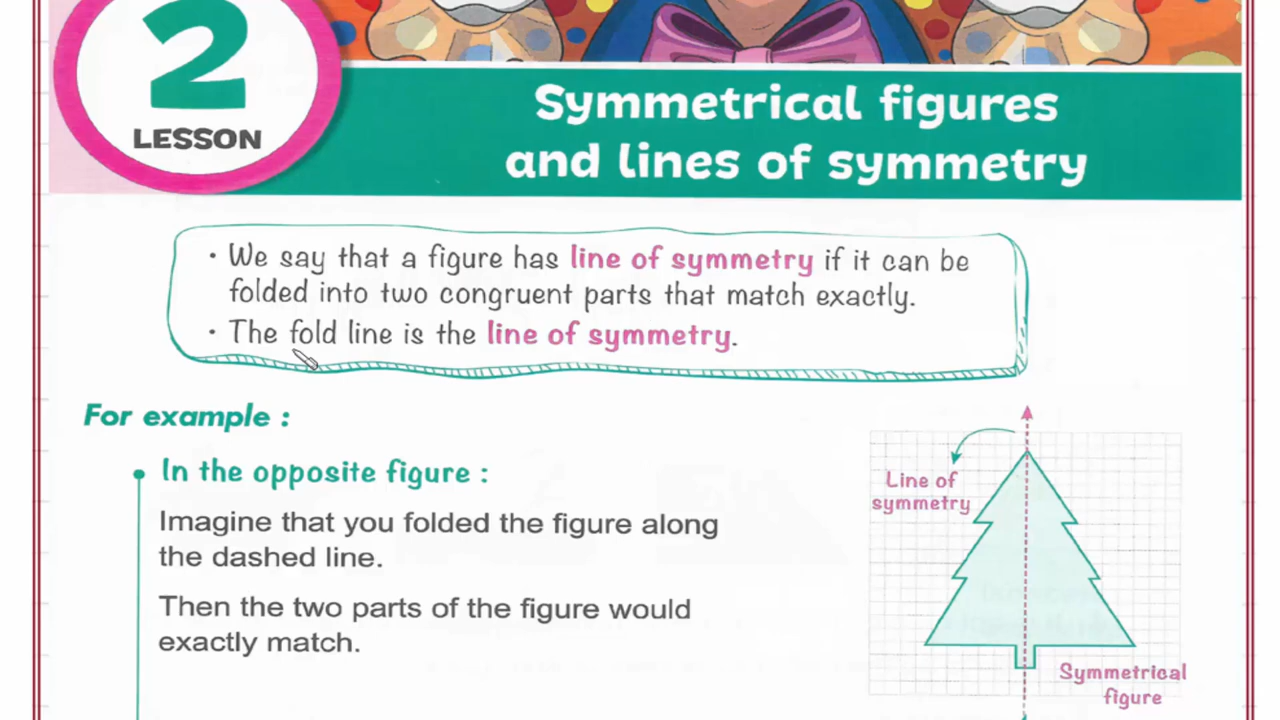 2
LESSON
Symmetrical figures
and lines of symmetry
• We say that a figure has line of symmetry if it can be
folded into two congruent parts that match exactly.
• The fold line is the line of symmetry.
For example :
• In the opposite figure :
Imagine that you folded the figure along
the dashed line.
Then the two parts of the figure would
exactly match.
Line of
symmetry
Symmetrical
figure